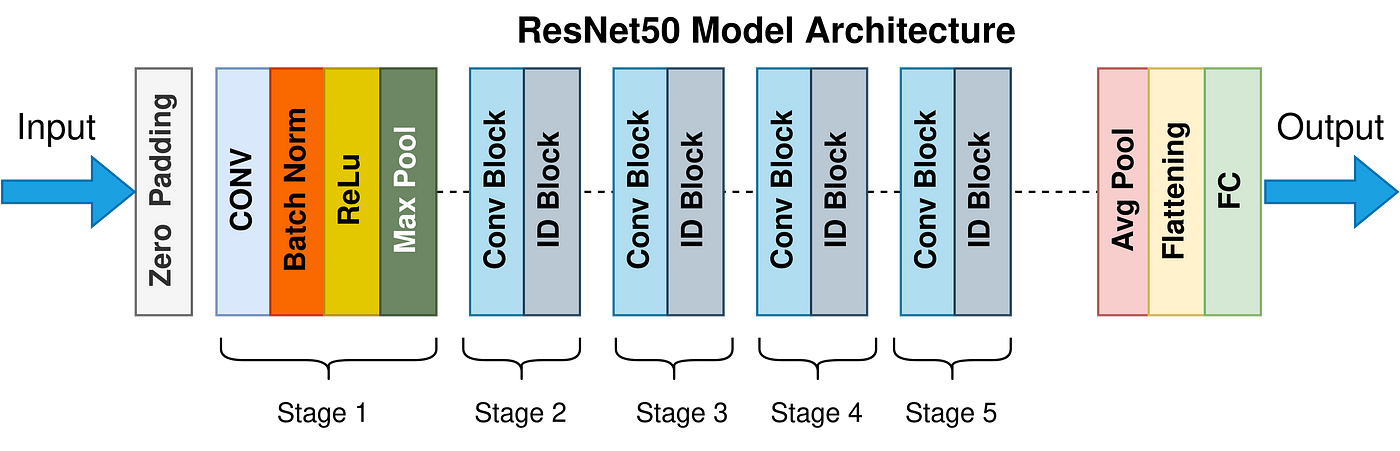 ResNet50 Model Architecture
Input
Zero Padding
CONV
Batch Norm
ReLu
Max Pool
Conv Block
ID Block
Conv Block
ID Block
Conv Block
ID Block
Conv Block
ID Block
Avg Pool
Flattening
FC
Output
Stage 1
Stage 2
Stage 3
Stage 4
Stage 5